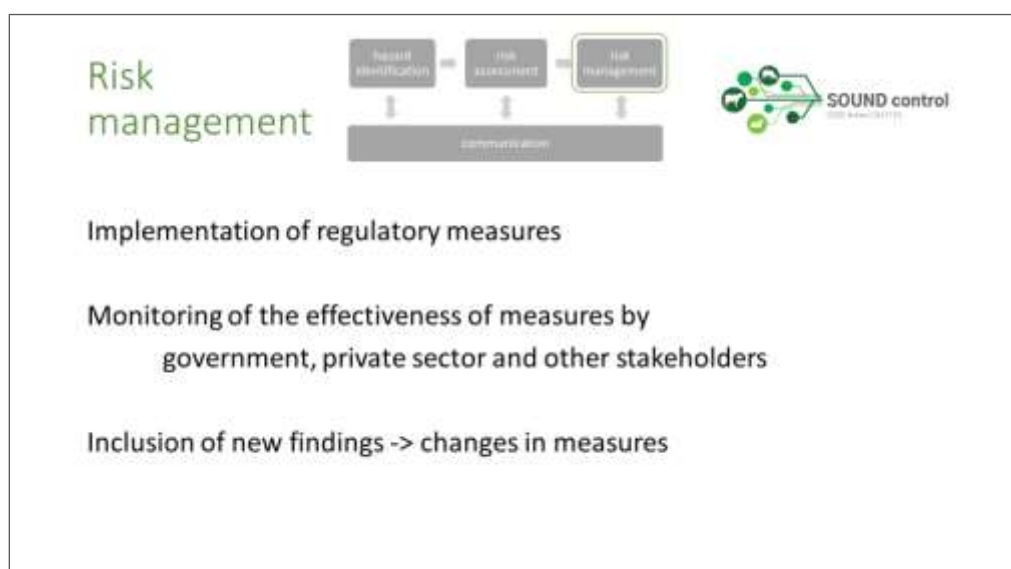 Risk
management
hazard
identification
risk
assessment
risk
management
communication
SOUND control
Implementation of regulatory measures
Monitoring of the effectiveness of measures by
government, private sector and other stakeholders
Inclusion of new findings -> changes in measures